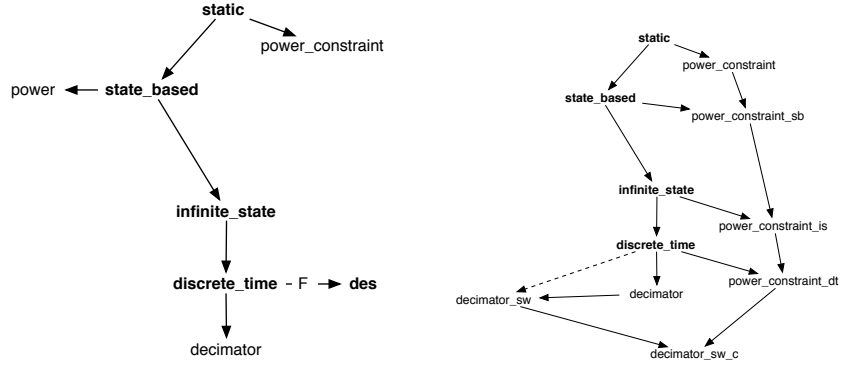 static
power_constraint
power
state_based
infinite_state
discrete_time
F
des
decimator
static
power_constraint
state_based
power_constraint_sb
infinite_state
power_constraint_is
discrete_time
power_constraint_dt
decimator_sw
decimator
decimator_sw_c